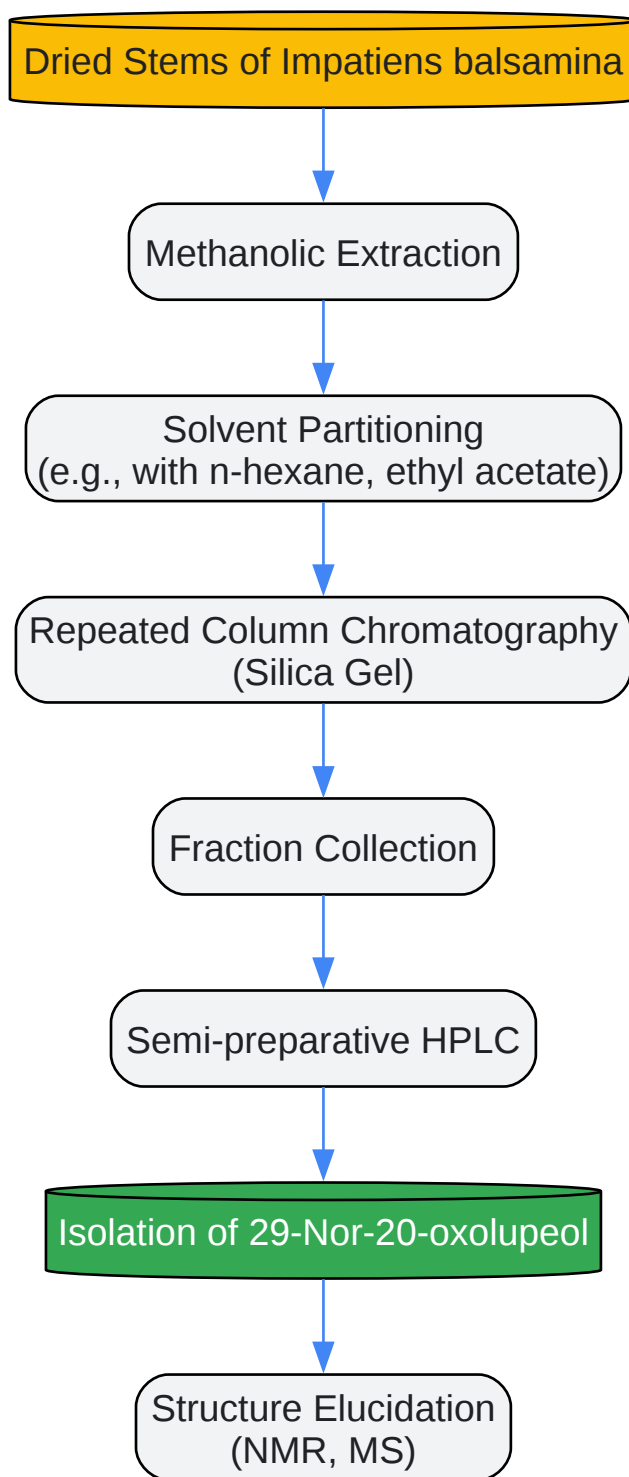 Dried Stems of Impatiens balsamina
Methanolic Extraction
Solvent Partitioning
(e.g., with n-hexane, ethyl acetate)
Repeated Column Chromatography
(Silica Gel)
Fraction Collection
Semi-preparative HPLC
Isolation of 29-Nor-20-oxolupeol
Structure Elucidation
(NMR, MS)